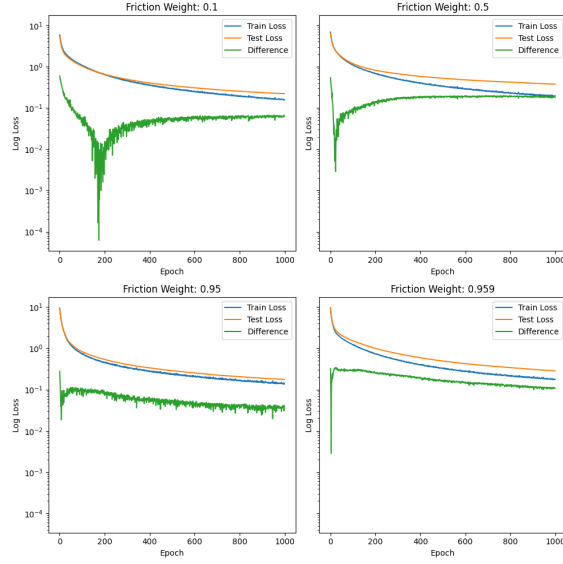 Friction Weight: 0.1
10^1
10^0
10^-1
10^-2
10^-3
10^-4
Log Loss
Train Loss
Test Loss
Difference
0 200 400 600 800 1000
Epoch
Friction Weight: 0.5
Log Loss
Train Loss
Test Loss
Difference
0 200 400 600 800 1000
Epoch
Friction Weight: 0.95
10^1
10^0
10^-1
10^-2
10^-3
10^-4
Log Loss
Train Loss
Test Loss
Difference
0 200 400 600 800 1000
Epoch
Friction Weight: 0.959
Log Loss
Train Loss
Test Loss
Difference
0 200 400 600 800 1000
Epoch